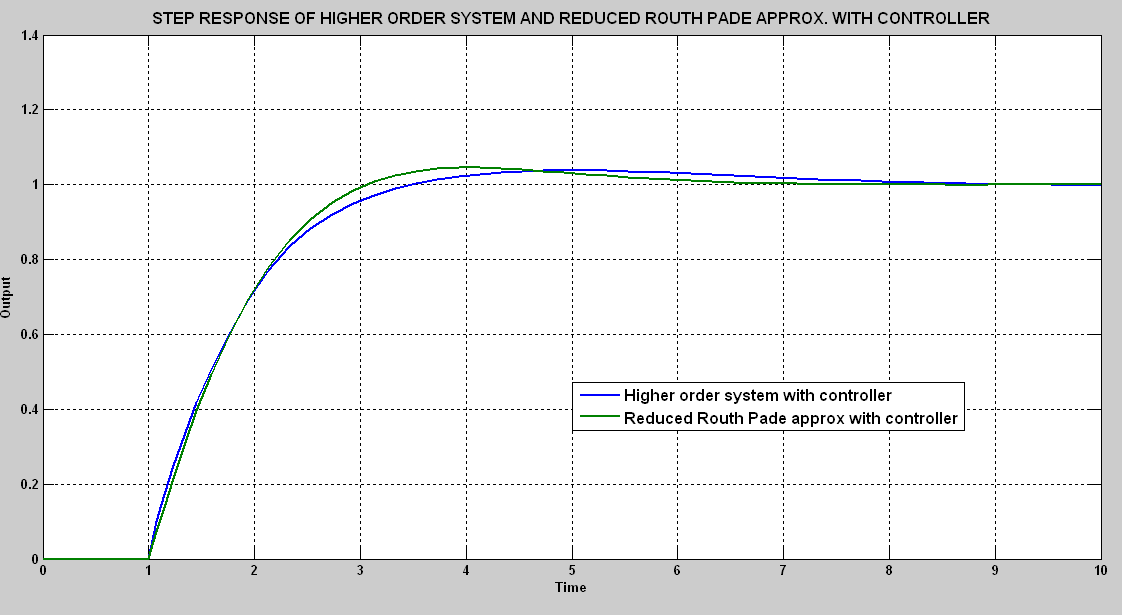 STEP RESPONSE OF HIGHER ORDER SYSTEM AND REDUCED ROUTH PADE APPROX. WITH CONTROLLER
1.4
1.2
1
0.8
0.6
0.4
0.2
0
Output
Higher order system with controller
Reduced Routh Pade approx with controller
0 1 2 3 4 5 6 7 8 9 10
Time